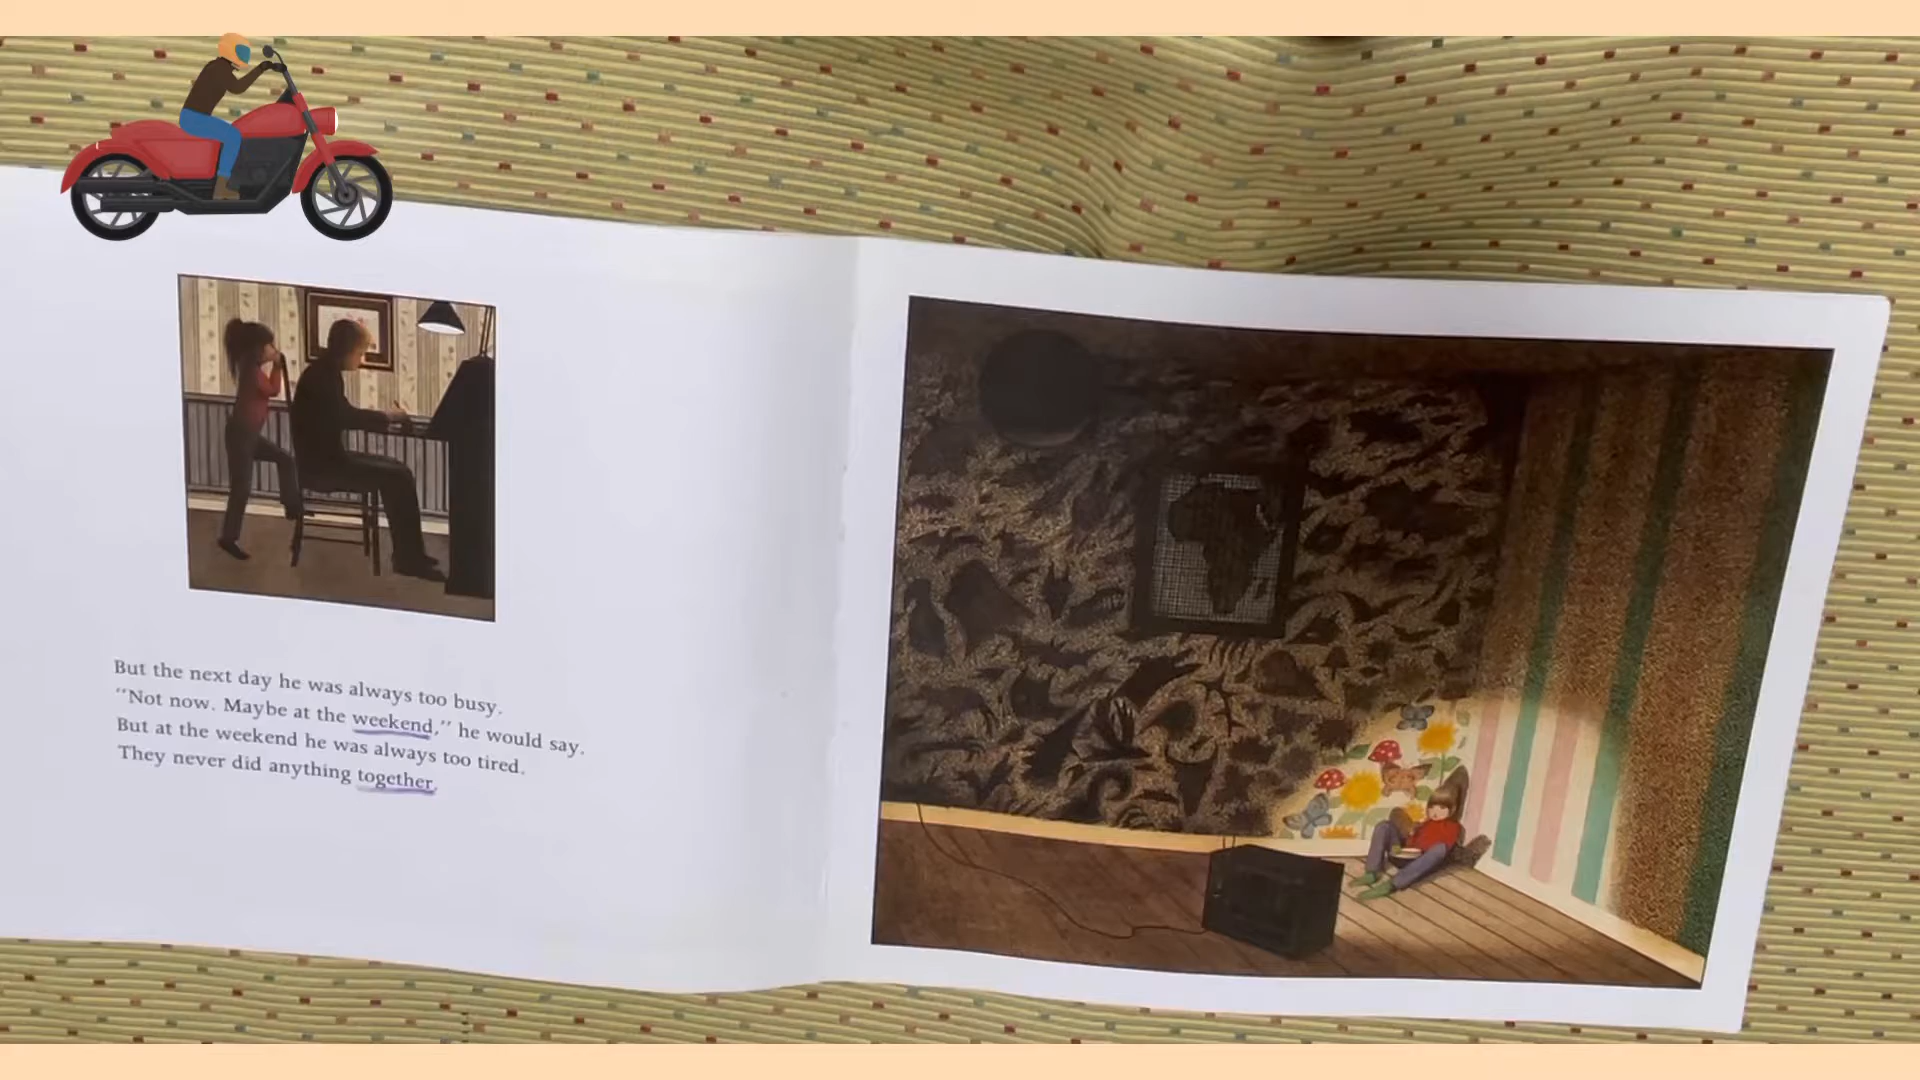 But the next day he was always too busy.
“Not now. Maybe at the weekend,” he would say.
But at the weekend he was always too tired.
They never did anything together.